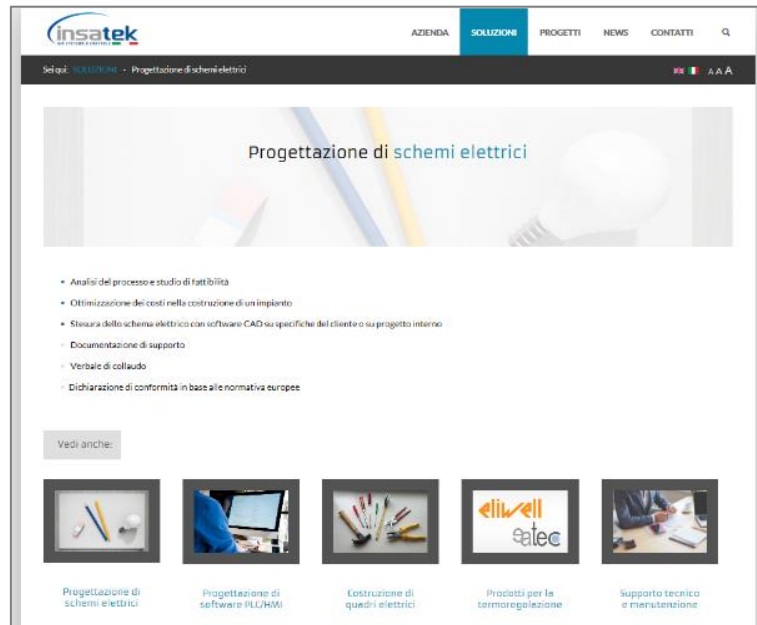 insatek
AZIENDA SOLUZIONI PROGETTI NEWS CONTATTI
Sei qui: SOLUZIONI • Progettazione di schemi elettrici
A A A
Progettazione di schemi elettrici
Analisi del processo e studio di fattibilità
Ottimizzazione dei costi nella costruzione di un impianto
Stesura dello schema elettrico con software CAD su specifiche del cliente o su progetto interno
Documentazione di supporto
Verbale di collaudo
Dichiarazione di conformità in base alle normativa europee
Vedi anche:
eliwell
eatec
Progettazione di
schemi elettrici
Progettazione di
software PLC/HMI
Costruzione di
quadri elettrici
Prodotti per la
termoregolazione
Supporto tecnico
e manutenzione